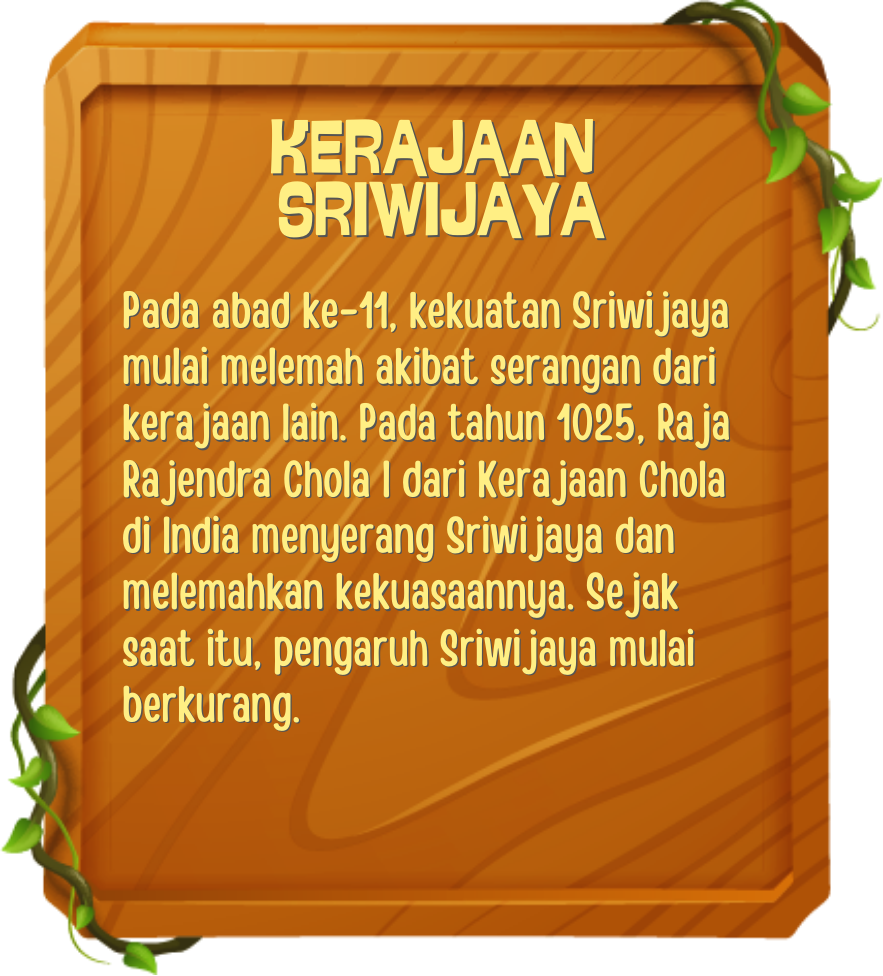 KERAJAAN
SRIWIJAYA
Pada abad ke-11, kekuatan Sriwijaya
mulai melemah akibat serangan dari
kerajaan lain. Pada tahun 1025, Raja
Rajendra Chola I dari Kerajaan Chola
di India menyerang Sriwijaya dan
melemahkan kekuasaannya. Sejak
saat itu, pengaruh Sriwijaya mulai
berkurang.